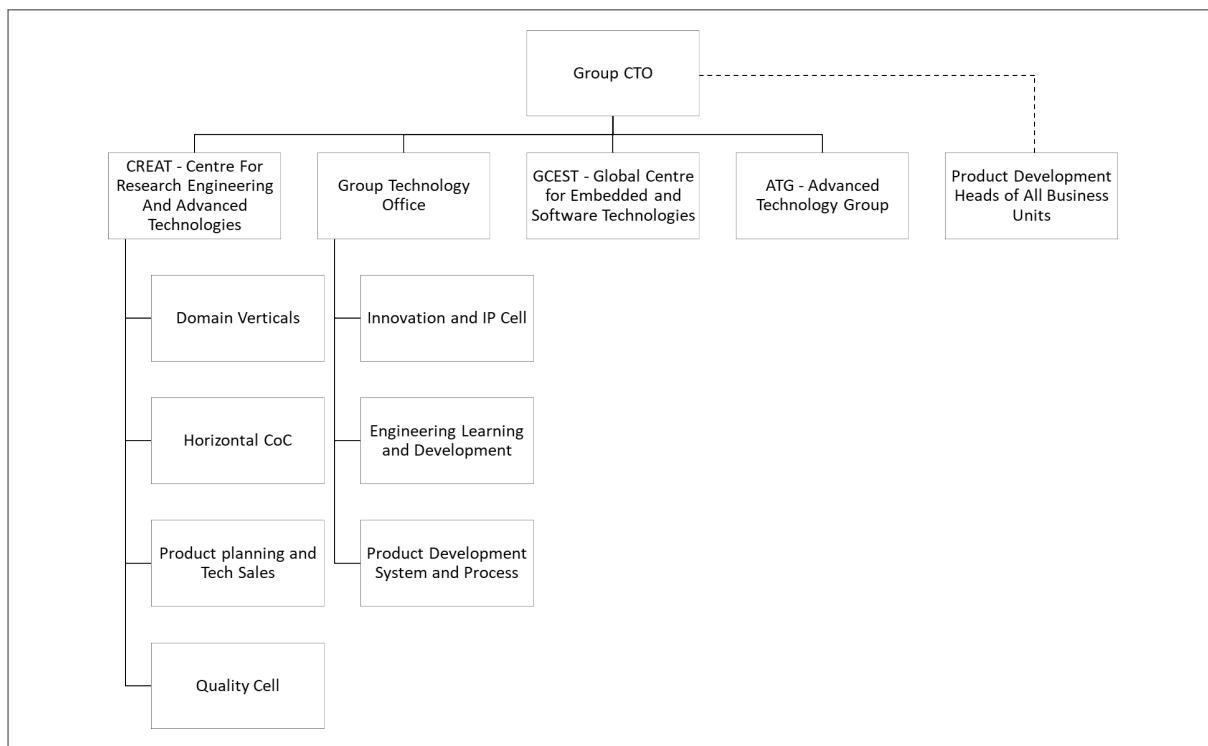 Group CTO
CREAT - Centre For
Research Engineering
And Advanced
Technologies
Group Technology
Office
GCEST - Global Centre
for Embedded and
Software Technologies
ATG - Advanced
Technology Group
Product Development
Heads of All Business
Units
Domain Verticals
Innovation and IP Cell
Horizontal CoC
Engineering Learning
and Development
Product planning and
Tech Sales
Product Development
System and Process
Quality Cell